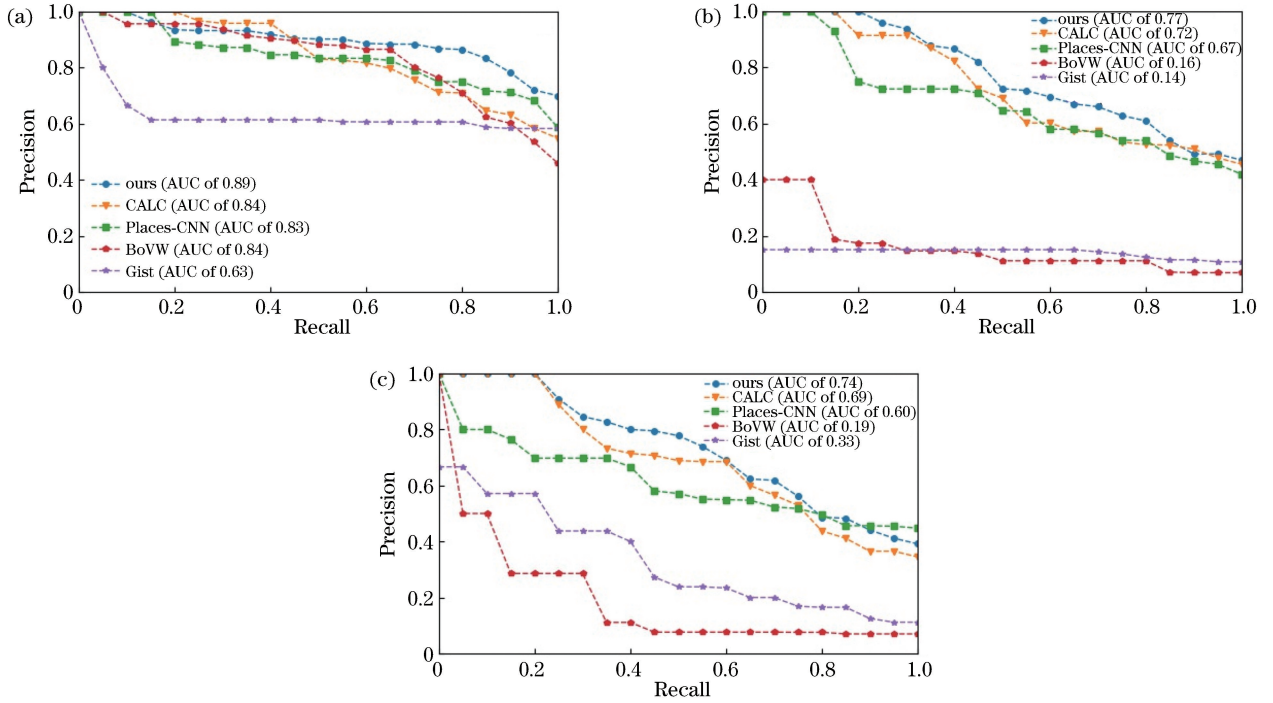 (a)
1.0
0.8
0.6
0.4
0.2
0
Precision
ours (AUC of 0.89)
CALC (AUC of 0.84)
Places-CNN (AUC of 0.83)
BoVW (AUC of 0.84)
Gist (AUC of 0.63)
0 0.2 0.4 0.6 0.8 1.0
Recall
(b)
1.0
0.8
0.6
0.4
0.2
0
Precision
ours (AUC of 0.77)
CALC (AUC of 0.72)
Places-CNN (AUC of 0.67)
BoVW (AUC of 0.16)
Gist (AUC of 0.14)
0 0.2 0.4 0.6 0.8 1.0
Recall
(c)
1.0
0.8
0.6
0.4
0.2
0
Precision
ours (AUC of 0.74)
CALC (AUC of 0.69)
Places-CNN (AUC of 0.60)
BoVW (AUC of 0.19)
Gist (AUC of 0.33)
0 0.2 0.4 0.6 0.8 1.0
Recall